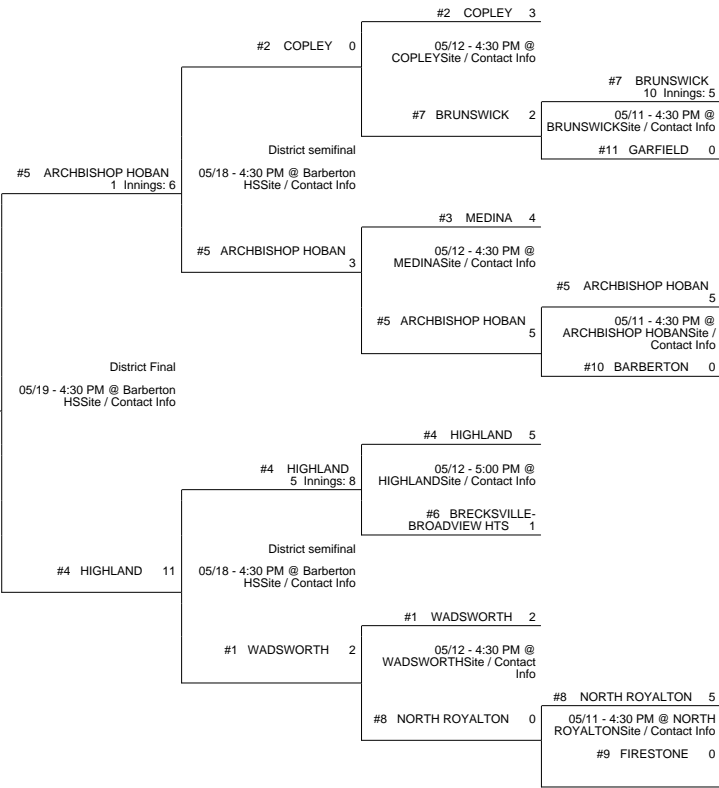 #2 COPLEY 3
#2 COPLEY 0
05/12 - 4:30 PM @
COPLEYSite / Contact Info
#7 BRUNSWICK
10 Innings: 5
#7 BRUNSWICK 2
05/11 - 4:30 PM @
BRUNSWICKSite / Contact Info
#11 GARFIELD 0
District semifinal
05/18 - 4:30 PM @ Barberton
HSSite / Contact Info
#5 ARCHBISHOP HOBAN
1 Innings: 6
#3 MEDINA 4
#5 ARCHBISHOP HOBAN
3
05/12 - 4:30 PM @
MEDINASite / Contact Info
#5 ARCHBISHOP HOBAN
5
#5 ARCHBISHOP HOBAN
5
05/11 - 4:30 PM @
ARCHBISHOP HOBANSite /
Contact Info
#10 BARBERTON 0
District Final
05/19 - 4:30 PM @ Barberton
HSSite / Contact Info
#4 HIGHLAND 5
#4 HIGHLAND
5 Innings: 8
05/12 - 5:00 PM @
HIGHLANDSite / Contact Info
#6 BRECKSVILLE-
BROADVIEW HTS 1
District semifinal
05/18 - 4:30 PM @ Barberton
HSSite / Contact Info
#4 HIGHLAND 11
#1 WADSWORTH 2
#1 WADSWORTH 2
05/12 - 4:30 PM @
WADSWORTHSite / Contact
Info
#8 NORTH ROYALTON 5
#8 NORTH ROYALTON 0
05/11 - 4:30 PM @ NORTH
ROYALTONSite / Contact Info
#9 FIRESTONE 0